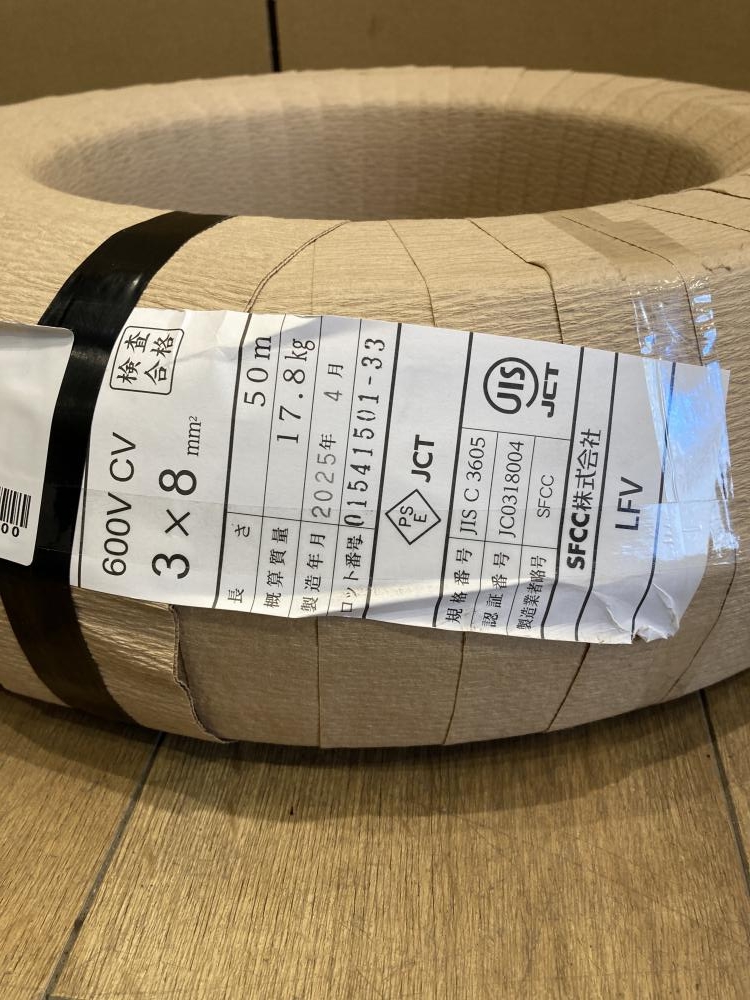 600V CV
検査
合格
3×8 mm²
長さ 50m
概算質量 17.8kg
製造年月 2025年 4月
ロット番号 01541501-33
PS
E
JCT
JIS
JCT
規格番号 JIS C 3605
認証番号 JC0318004
製造業者略号 SFCC
SFCC株式会社
LFV
00